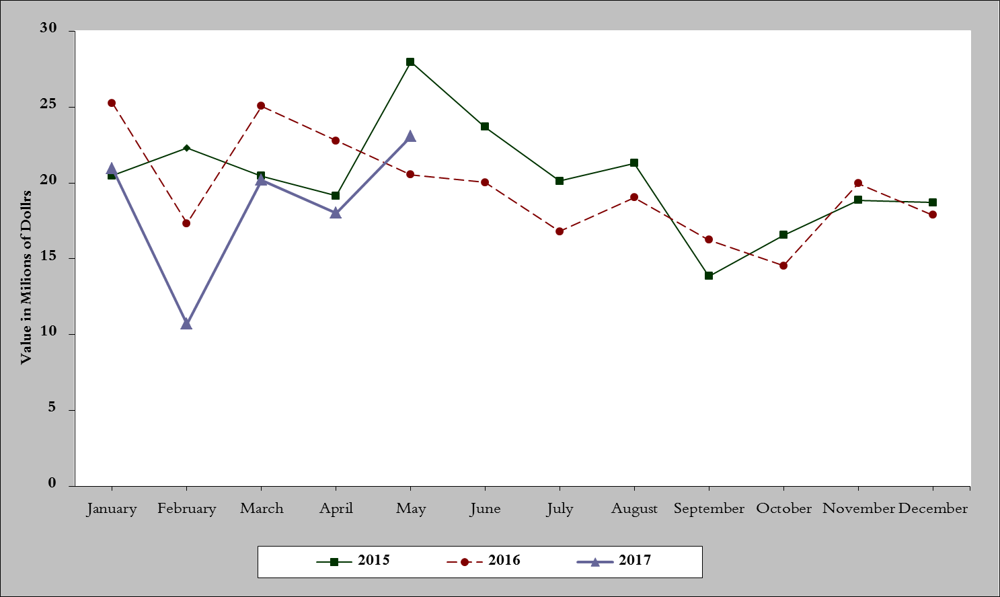 30
25
20
15
10
5
0
Value in Milions of Dollrs
January February March April May June July August September October November December
2015 2016 2017